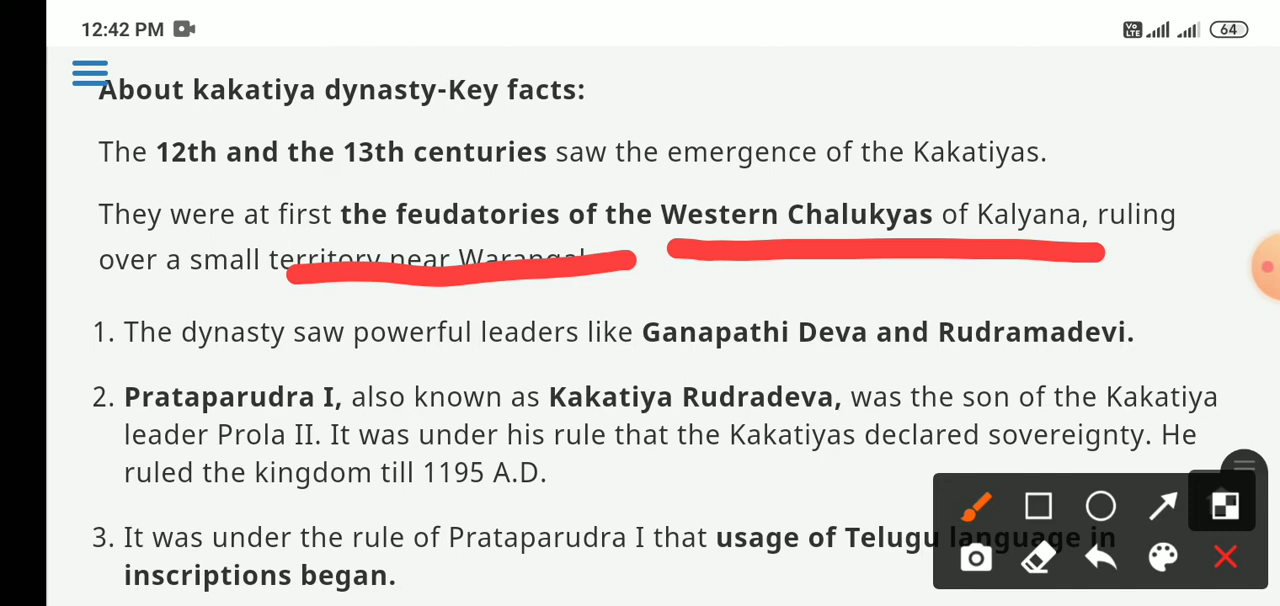 12:42 PM
Vo LTE
64
About kakatiya dynasty-Key facts:
The 12th and the 13th centuries saw the emergence of the Kakatiyas.
They were at first the feudatories of the Western Chalukyas of Kalyana, ruling
over a small territory near Warangal
1. The dynasty saw powerful leaders like Ganapathi Deva and Rudramadevi.
2. Prataparudra I, also known as Kakatiya Rudradeva, was the son of the Kakatiya
leader Prola II. It was under his rule that the Kakatiyas declared sovereignty. He
ruled the kingdom till 1195 A.D.
3. It was under the rule of Prataparudra I that usage of Telugu language in
inscriptions began.